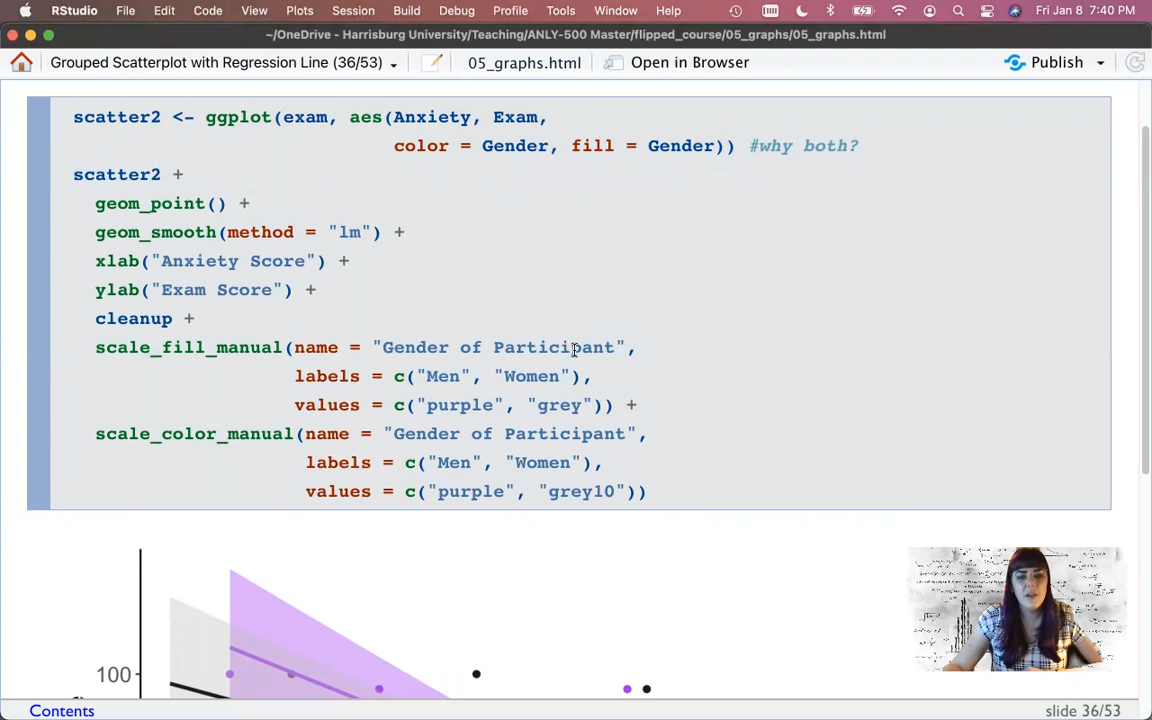 RStudio File Edit Code View Plots Session Build Debug Profile Tools Window Help Fri Jan 8 7:40 PM
~/OneDrive - Harrisburg University/Teaching/ANLY-500 Master/flipped_course/05_graphs/05_graphs.html
Grouped Scatterplot with Regression Line (36/53) 05_graphs.html Open in Browser Publish
scatter2 <- ggplot(exam, aes(Anxiety, Exam,
color = Gender, fill = Gender)) #why both?
scatter2 +
geom_point() +
geom_smooth(method = "lm") +
xlab("Anxiety Score") +
ylab("Exam Score") +
cleanup +
scale_fill_manual(name = "Gender of Participant",
labels = c("Men", "Women"),
values = c("purple", "grey")) +
scale_color_manual(name = "Gender of Participant",
labels = c("Men", "Women"),
values = c("purple", "grey10"))
100
Contents slide 36/53